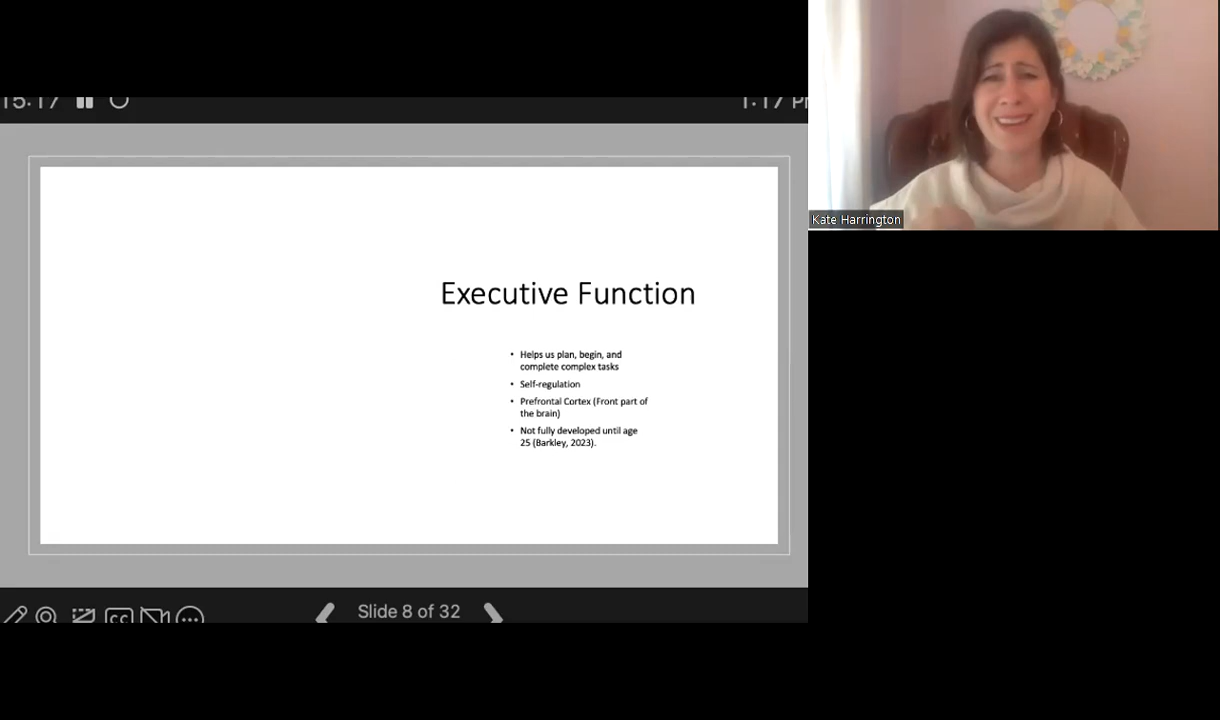 15:17
1:17 P
Kate Harrington
Executive Function
• Helps us plan, begin, and
complete complex tasks
• Self-regulation
• Prefrontal Cortex (Front part of
the brain)
• Not fully developed until age
25 (Barkley, 2023).
CC
Slide 8 of 32